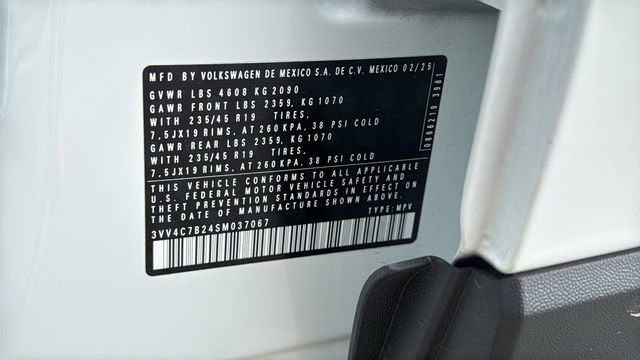 MFD BY VOLKSWAGEN DE MEXICO S.A. DE C.V. MEXICO 02/25
GVWR LBS 4608 KG 2090
GAWR FRONT LBS 2359, KG 1070
WITH 235/45 R19 TIRES,
7.5JX19 RIMS, AT 260 KPA, 38 PSI COLD
GAWR REAR LBS 2359, KG 1070
WITH 235/45 R19 TIRES,
7.5JX19 RIMS, AT 260 KPA, 38 PSI COLD
THIS VEHICLE CONFORMS TO ALL APPLICABLE
U.S. FEDERAL MOTOR VEHICLE SAFETY AND
THEFT PREVENTION STANDARDS IN EFFECT ON
THE DATE OF MANUFACTURE SHOWN ABOVE.
3VV4C7B24SM037067 TYPE: MPV
0866219 3981